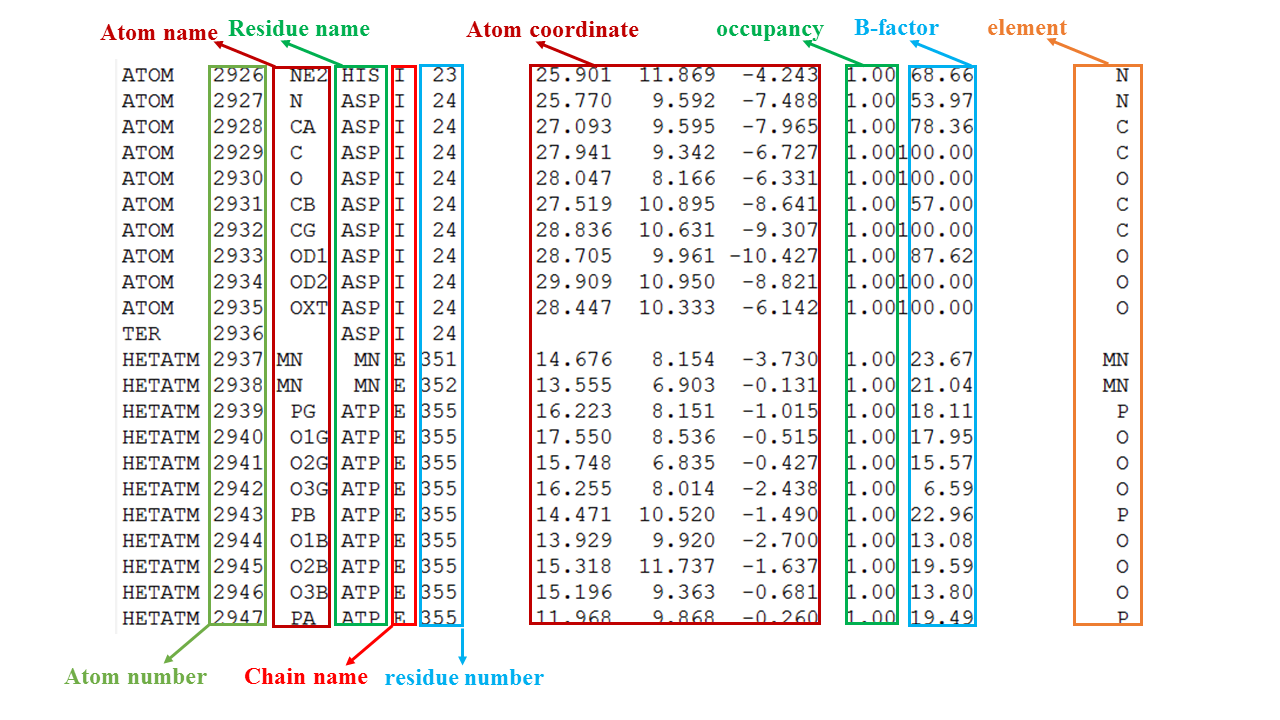 Atom name Residue name Atom coordinate occupancy B-factor element
ATOM 2926 NE2 HIS I 23 25.901 11.869 -4.243 1.00 68.66 N
ATOM 2927 N ASP I 24 25.770 9.592 -7.488 1.00 53.97 N
ATOM 2928 CA ASP I 24 27.093 9.595 -7.965 1.00 78.36 C
ATOM 2929 C ASP I 24 27.941 9.342 -6.727 1.00100.00 C
ATOM 2930 O ASP I 24 28.047 8.166 -6.331 1.00100.00 O
ATOM 2931 CB ASP I 24 27.519 10.895 -8.641 1.00 57.00 C
ATOM 2932 CG ASP I 24 28.836 10.631 -9.307 1.00100.00 C
ATOM 2933 OD1 ASP I 24 28.705 9.961 -10.427 1.00 87.62 O
ATOM 2934 OD2 ASP I 24 29.909 10.950 -8.821 1.00100.00 O
ATOM 2935 OXT ASP I 24 28.447 10.333 -6.142 1.00100.00 O
TER 2936 ASP I 24
HETATM 2937 MN MN E 351 14.676 8.154 -3.730 1.00 23.67 MN
HETATM 2938 MN MN E 352 13.555 6.903 -0.131 1.00 21.04 MN
HETATM 2939 PG ATP E 355 16.223 8.151 -1.015 1.00 18.11 P
HETATM 2940 O1G ATP E 355 17.550 8.536 -0.515 1.00 17.95 O
HETATM 2941 O2G ATP E 355 15.748 6.835 -0.427 1.00 15.57 O
HETATM 2942 O3G ATP E 355 16.255 8.014 -2.438 1.00 6.59 O
HETATM 2943 PB ATP E 355 14.471 10.520 -1.490 1.00 22.96 P
HETATM 2944 O1B ATP E 355 13.929 9.920 -2.700 1.00 13.08 O
HETATM 2945 O2B ATP E 355 15.318 11.737 -1.637 1.00 19.59 O
HETATM 2946 O3B ATP E 355 15.196 9.363 -0.681 1.00 13.80 O
HETATM 2947 PA ATP E 355 11.968 9.868 -0.260 1.00 19.49 P
Atom number Chain name residue number